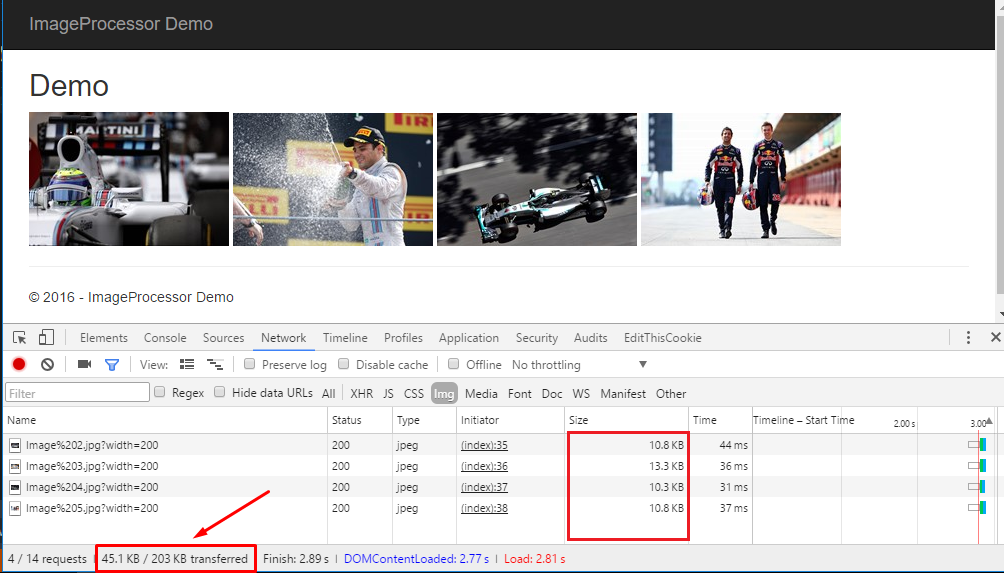 ImageProcessor Demo
Demo
MARTINI
© 2016 - ImageProcessor Demo
Elements Console Sources Network Timeline Profiles Application Security Audits EditThisCookie
View: Preserve log Disable cache Offline No throttling
Filter Regex Hide data URLs All XHR JS CSS Img Media Font Doc WS Manifest Other
Name Status Type Initiator Size Time Timeline – Start Time 2.00 s 3.00
Image%202.jpg?width=200 200 jpeg (index):35 10.8 KB 44 ms
Image%203.jpg?width=200 200 jpeg (index):36 13.3 KB 36 ms
Image%204.jpg?width=200 200 jpeg (index):37 10.3 KB 31 ms
Image%205.jpg?width=200 200 jpeg (index):38 10.8 KB 37 ms
4 / 14 requests 45.1 KB / 203 KB transferred Finish: 2.89 s DOMContentLoaded: 2.77 s Load: 2.81 s